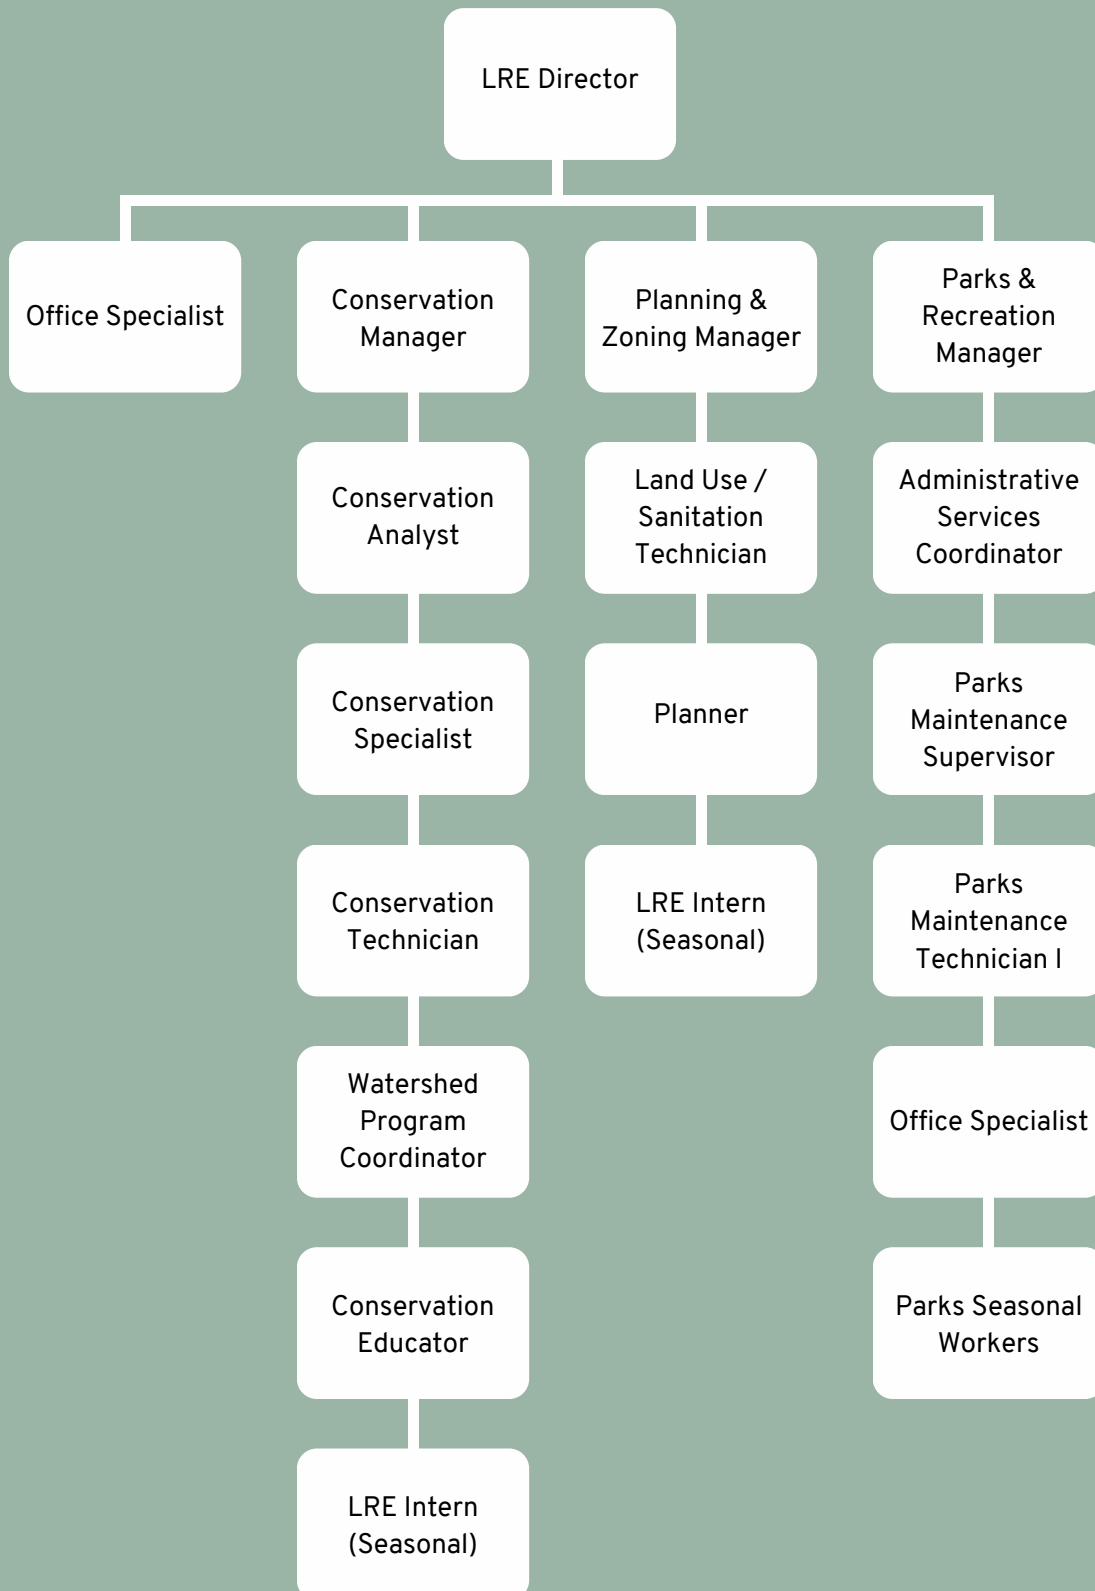 LRE Director
Office Specialist
Conservation
Manager
Planning &
Zoning Manager
Parks &
Recreation
Manager
Conservation
Analyst
Land Use /
Sanitation
Technician
Administrative
Services
Coordinator
Conservation
Specialist
Planner
Parks
Maintenance
Supervisor
Conservation
Technician
LRE Intern
(Seasonal)
Parks
Maintenance
Technician I
Watershed
Program
Coordinator
Office Specialist
Conservation
Educator
Parks Seasonal
Workers
LRE Intern
(Seasonal)